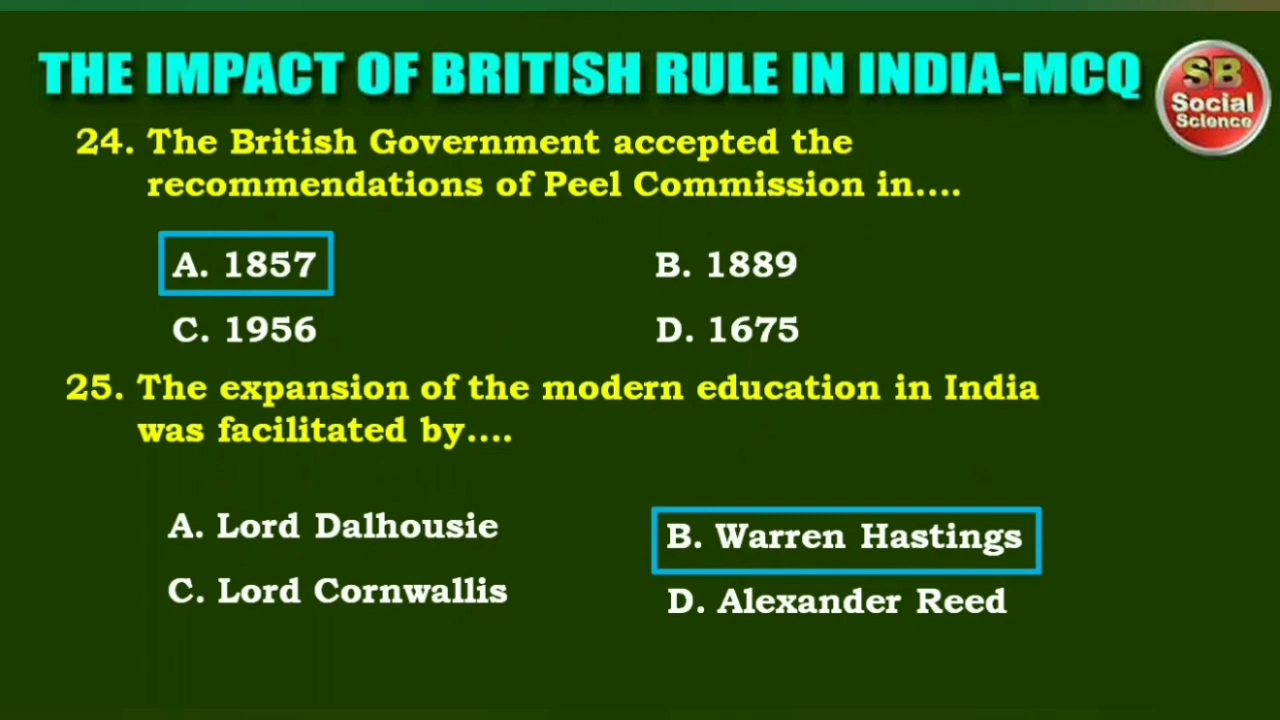 THE IMPACT OF BRITISH RULE IN INDIA-MCQ
SB
Social
Science
24. The British Government accepted the
recommendations of Peel Commission in....
A. 1857
B. 1889
C. 1956
D. 1675
25. The expansion of the modern education in India
was facilitated by....
A. Lord Dalhousie
B. Warren Hastings
C. Lord Cornwallis
D. Alexander Reed